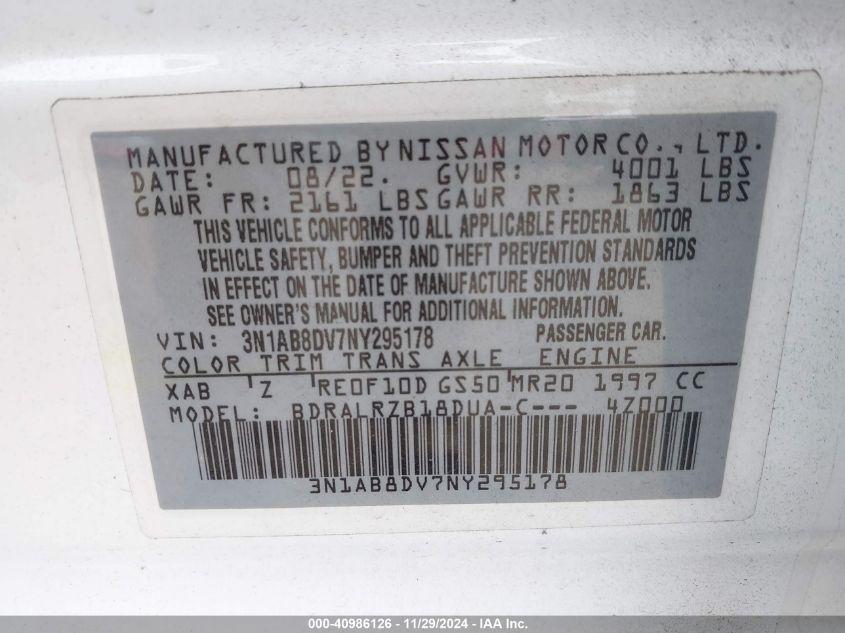 MANUFACTURED BY NISSAN MOTOR CO., LTD.
DATE: 08/22. GVWR: 4001 LBS
GAWR FR: 2161 LBS GAWR RR: 1863 LBS
THIS VEHICLE CONFORMS TO ALL APPLICABLE FEDERAL MOTOR
VEHICLE SAFETY, BUMPER AND THEFT PREVENTION STANDARDS
IN EFFECT ON THE DATE OF MANUFACTURE SHOWN ABOVE.
SEE OWNER'S MANUAL FOR ADDITIONAL INFORMATION.
VIN: 3N1AB8DV7NY295178 PASSENGER CAR.
COLOR TRIM TRANS AXLE ENGINE
XAB Z RE0F10D GS50 MR20 1997 CC
MODEL: BDRALRZB18DUA-C--- 4Z000
3N1AB8DV7NY295178
000-40986126 - 11/29/2024 - IAA Inc.